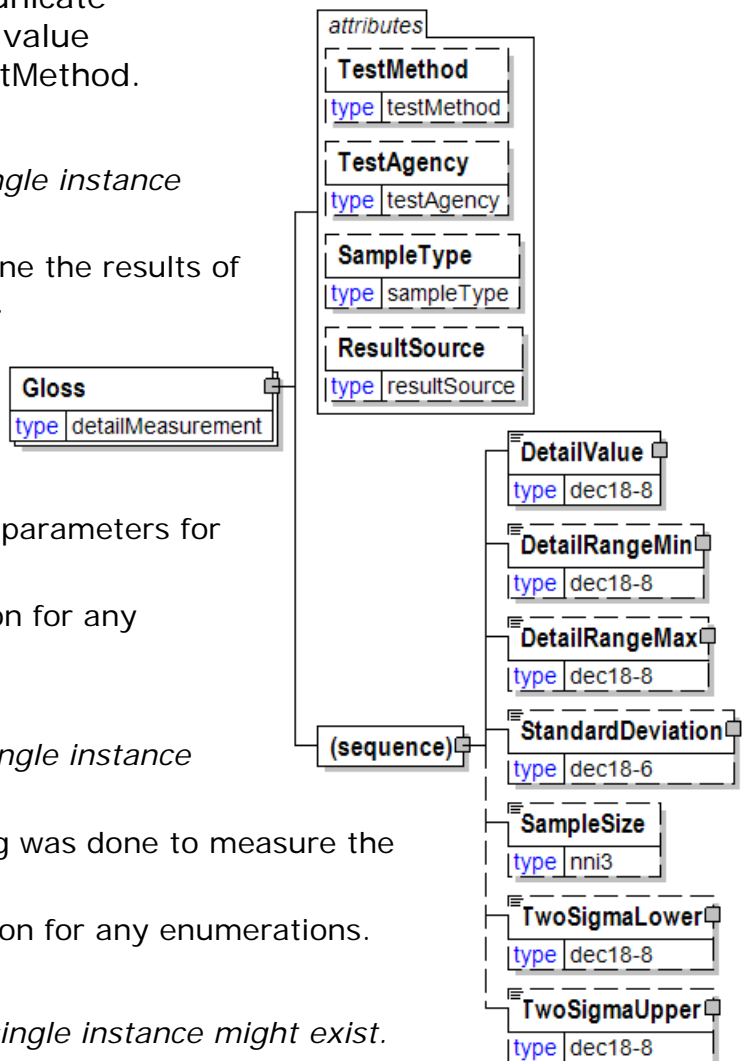 unicate
value
tMethod.
ngle instance
ne the results of
parameters for
on for any
ngle instance
g was done to measure the
on for any enumerations.
single instance might exist.
attributes
TestMethod
type testMethod
TestAgency
type testAgency
SampleType
type sampleType
ResultSource
type resultSource
Gloss
type detailMeasurement
(sequence)
DetailValue
type dec18-8
DetailRangeMin
type dec18-8
DetailRangeMax
type dec18-8
StandardDeviation
type dec18-6
SampleSize
type nni3
TwoSigmaLower
type dec18-8
TwoSigmaUpper
type dec18-8